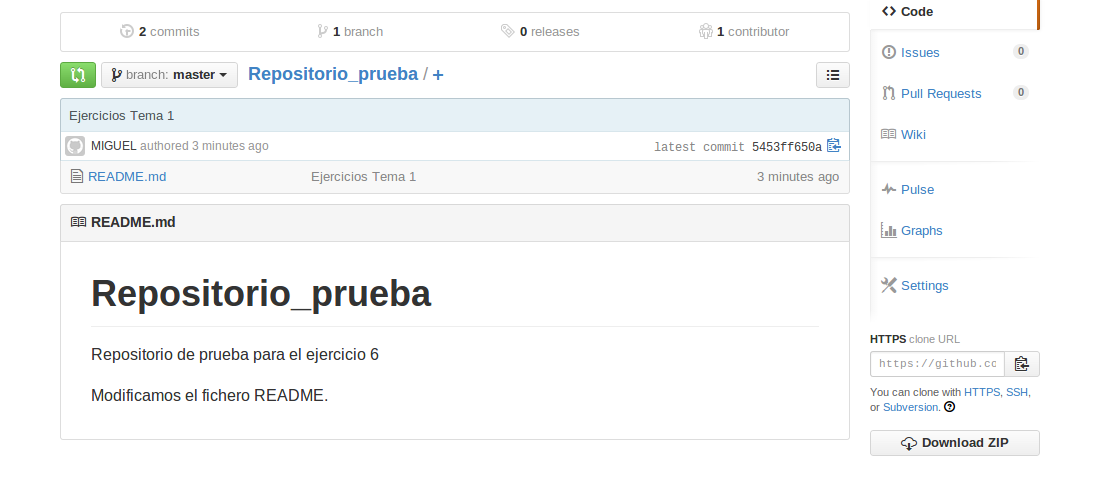 2 commits 1 branch 0 releases 1 contributor
branch: master Repositorio_prueba / +
Ejercicios Tema 1
MIGUEL authored 3 minutes ago latest commit 5453ff650a
README.md Ejercicios Tema 1 3 minutes ago
README.md
Repositorio_prueba
Repositorio de prueba para el ejercicio 6
Modificamos el fichero README.
Code
Issues 0
Pull Requests 0
Wiki
Pulse
Graphs
Settings
HTTPS clone URL
https://github.cc
You can clone with HTTPS, SSH,
or Subversion.
Download ZIP